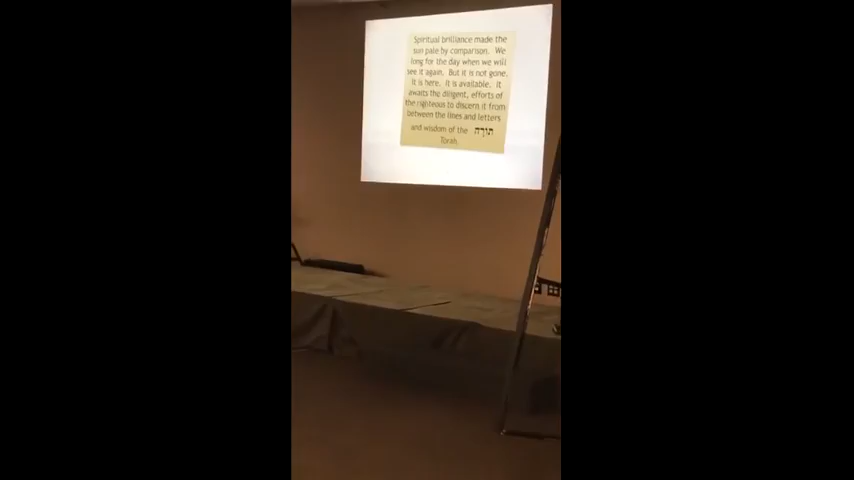 Spiritual brilliance made the
sun pale by comparison. We
long for the day when we will
see it again. But it is not gone.
It is here. It is available. It
awaits the diligent, efforts of
the righteous to discern it from
between the lines and letters
and wisdom of the תורה
Torah.